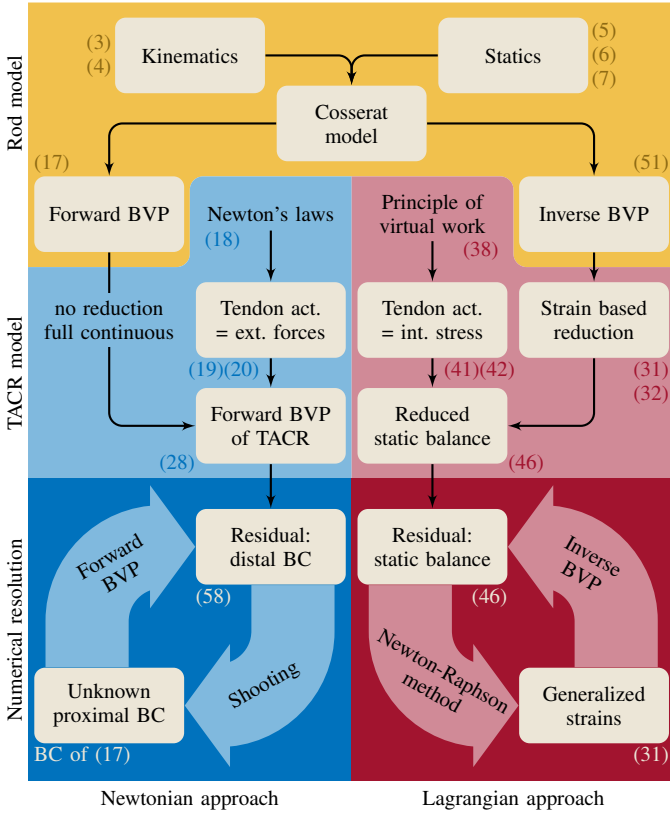 Rod model
(3)
(4)
Kinematics
Statics
(5)
(6)
(7)
Cosserat
model
(17)
Forward BVP
(51)
Inverse BVP
TACR model
Newton's laws
(18)
Principle of
virtual work
(38)
no reduction
full continuous
Tendon act.
= ext. forces
(19)(20)
Tendon act.
= int. stress
(41)(42)
Strain based
reduction
(31)
(32)
Forward BVP
of TACR
(28)
Reduced
static balance
(46)
Numerical resolution
Forward
BVP
Residual:
distal BC
(58)
Residual:
static balance
(46)
Inverse
BVP
Unknown
proximal BC
BC of (17)
Shooting
Newton-Raphson
method
Generalized
strains
(31)
Newtonian approach
Lagrangian approach